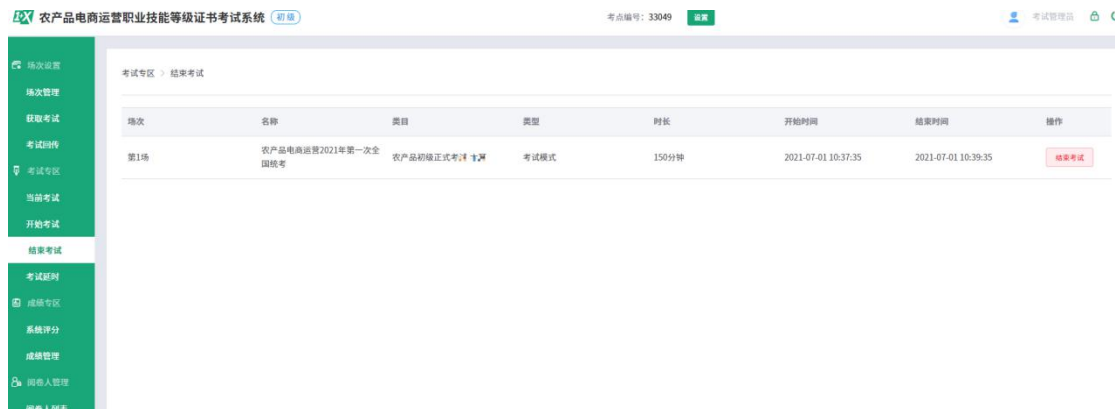 农产品电商运营职业技能等级证书考试系统 初级 考点编号：33049 设置 考试管理员
场次设置
场次管理
获取考试
考试回传
考试专区
当前考试
开始考试
结束考试
考试延时
成绩专区
系统评分
成绩管理
阅卷人管理
阅卷人列表
考试专区 > 结束考试
场次 名称 类目 类型 时长 开始时间 结束时间 操作
第1场 农产品电商运营2021年第一次全 农产品初级正式考 考试模式 150分钟 2021-07-01 10:37:35 2021-07-01 10:39:35 结束考试
国统考